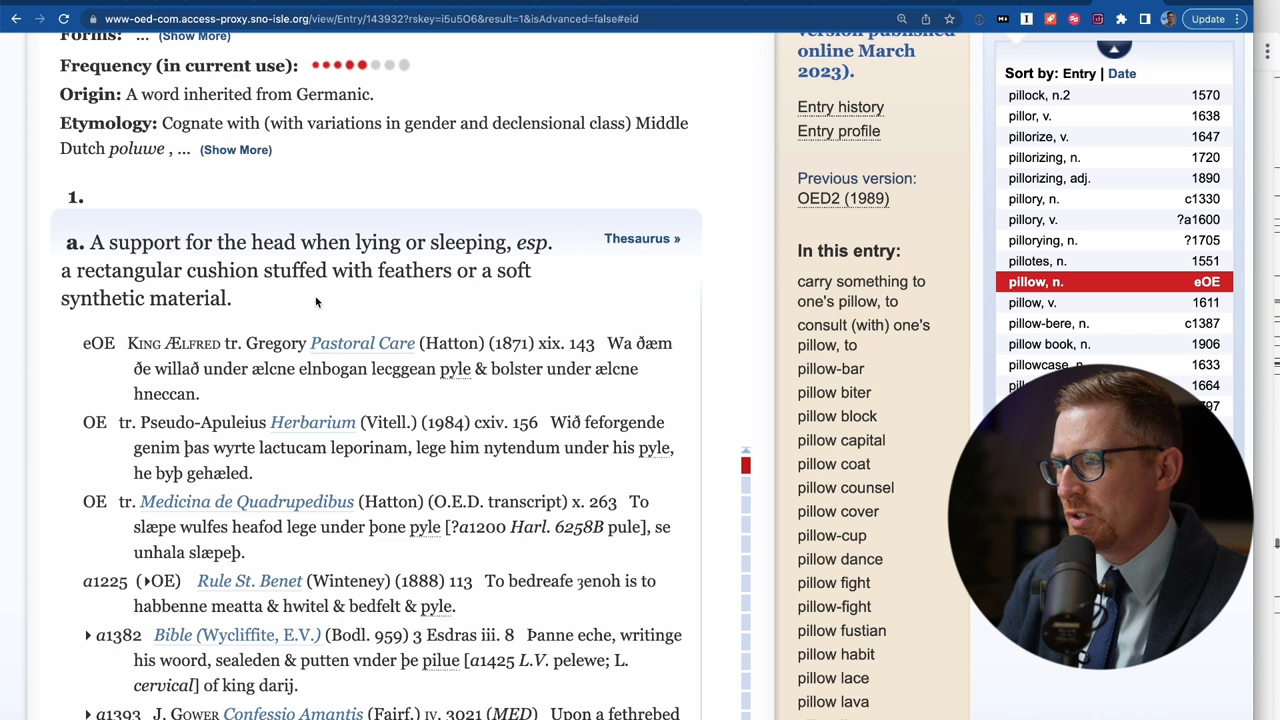 www-oed-com.access-proxy.sno-isle.org/view/Entry/143932?rskey=i5u5O6&result=1&isAdvanced=false#eid
Update
Forms: ... (Show More)
Frequency (in current use):
Origin: A word inherited from Germanic.
Etymology: Cognate with (with variations in gender and declensional class) Middle
Dutch poluwe , ... (Show More)
1.
a. A support for the head when lying or sleeping, esp.
a rectangular cushion stuffed with feathers or a soft
synthetic material.
Thesaurus »
eOE King Ælfred tr. Gregory Pastoral Care (Hatton) (1871) xix. 143 Wa ðæm
ðe willað under ælcne elnbogan lecggean pyle & bolster under ælcne
hneccan.
OE tr. Pseudo-Apuleius Herbarium (Vitell.) (1984) cxiv. 156 Wið feforgende
genim þas wyrte lactucam leporinam, lege him nytendum under his pyle,
he byþ gehæled.
OE tr. Medicina de Quadrupedibus (Hatton) (O.E.D. transcript) x. 263 To
slæpe wulfes heafod lege under þone pyle [?a1200 Harl. 6258B pule], se
unhala slæpeþ.
a1225 (▸OE) Rule St. Benet (Winteney) (1888) 113 To bedreafe ȝenoh is to
habbenne meatta & hwitel & bedfelt & pyle.
▸ a1382 Bible (Wycliffite, E.V.) (Bodl. 959) 3 Esdras iii. 8 Þanne eche, writinge
his woord, sealeden & putten vnder þe pilue [a1425 L.V. pelewe; L.
cervical] of king darij.
▸ a1393 J. Gower Confessio Amantis (Fairf.) IV. 3021 (MED) Upon a fethrebed
version published
online March
2023).
Entry history
Entry profile
Previous version:
OED2 (1989)
In this entry:
carry something to
one's pillow, to
consult (with) one's
pillow, to
pillow-bar
pillow biter
pillow block
pillow capital
pillow coat
pillow counsel
pillow cover
pillow-cup
pillow dance
pillow fight
pillow-fight
pillow fustian
pillow habit
pillow lace
pillow lava
Sort by: Entry | Date
pillock, n.2 1570
pillor, v. 1638
pillorize, v. 1647
pillorizing, n. 1720
pillorizing, adj. 1890
pillory, n. c1330
pillory, v. ?a1600
pillorying, n. ?1705
pillotes, n. 1551
pillow, n. eOE
pillow, v. 1611
pillow-bere, n. c1387
pillow book, n. 1906
pillowcase, n. 1633
1664